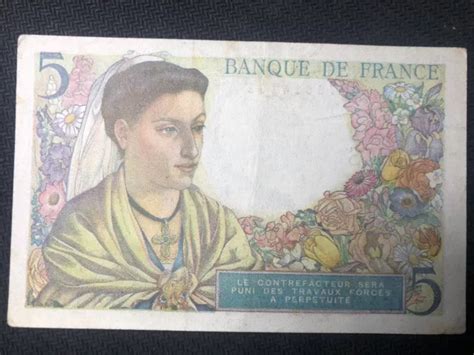 5
BANQUE DE FRANCE
LE CONTREFACTEUR SERA
PUNI DES TRAVAUX FORCÉS
A PERPÉTUITÉ
5